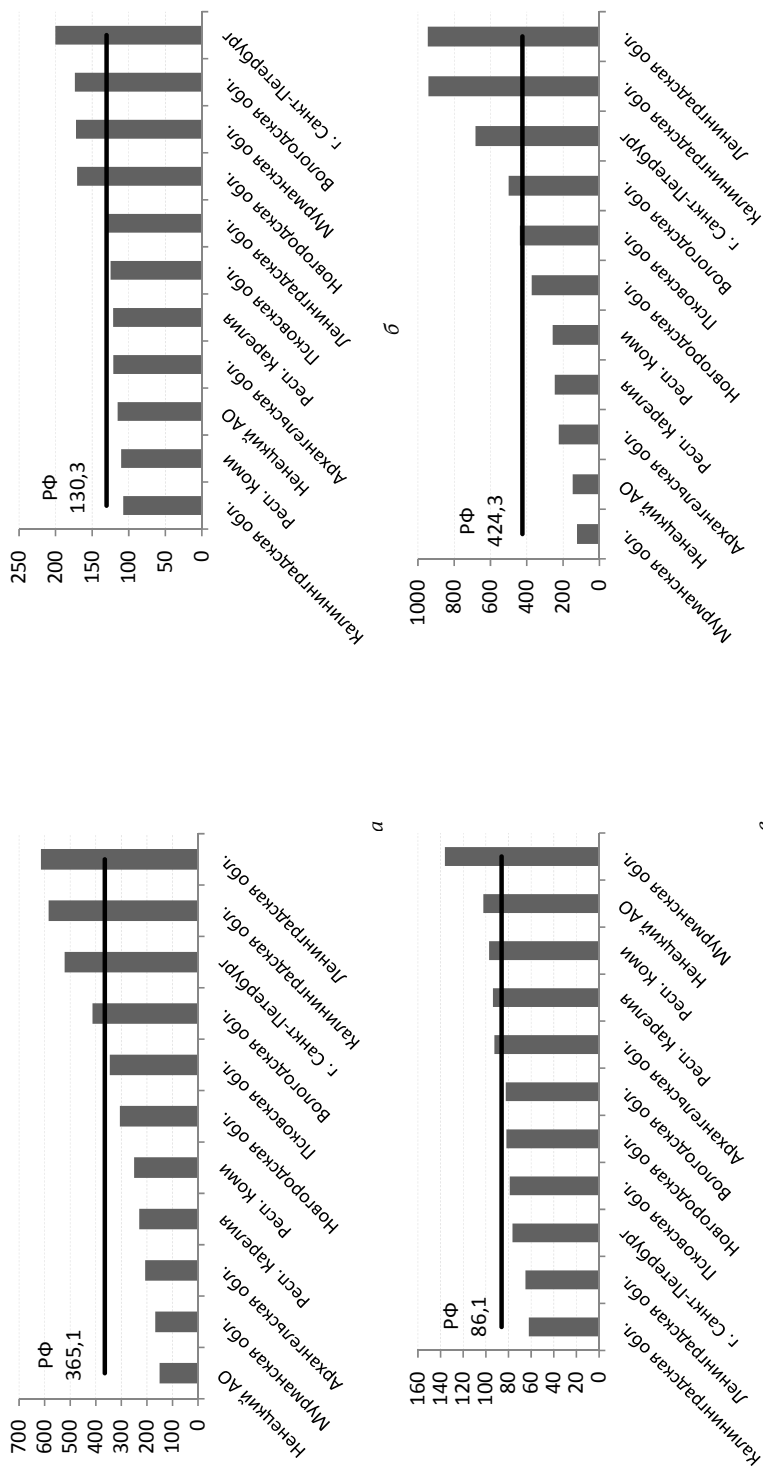 700
600
500
400
300
200
100
0
РФ
365,1
Ненецкий АО
Мурманская обл.
Архангельская обл.
Респ. Карелия
Респ. Коми
Новгородская обл.
Псковская обл.
Вологодская обл.
г. Санкт-Петербург
Калининградская обл.
Ленинградская обл.
а
250
200
150
100
50
0
РФ
130,3
Калининградская обл.
Респ. Коми
Ненецкий АО
Архангельская обл.
Респ. Карелия
Псковская обл.
Ленинградская обл.
Новгородская обл.
Мурманская обл.
Вологодская обл.
г. Санкт-Петербург
б
160
140
120
100
80
60
40
20
0
РФ
86,1
Калининградская обл.
Ленинградская обл.
г. Санкт-Петербург
Псковская обл.
Новгородская обл.
Вологодская обл.
Архангельская обл.
Респ. Карелия
Респ. Коми
Ненецкий АО
Мурманская обл.
1000
800
600
400
200
0
РФ
424,3
Мурманская обл.
Ненецкий АО
Архангельская обл.
Респ. Карелия
Респ. Коми
Новгородская обл.
Псковская обл.
Вологодская обл.
г. Санкт-Петербург
Калининградская обл.
Ленинградская обл.